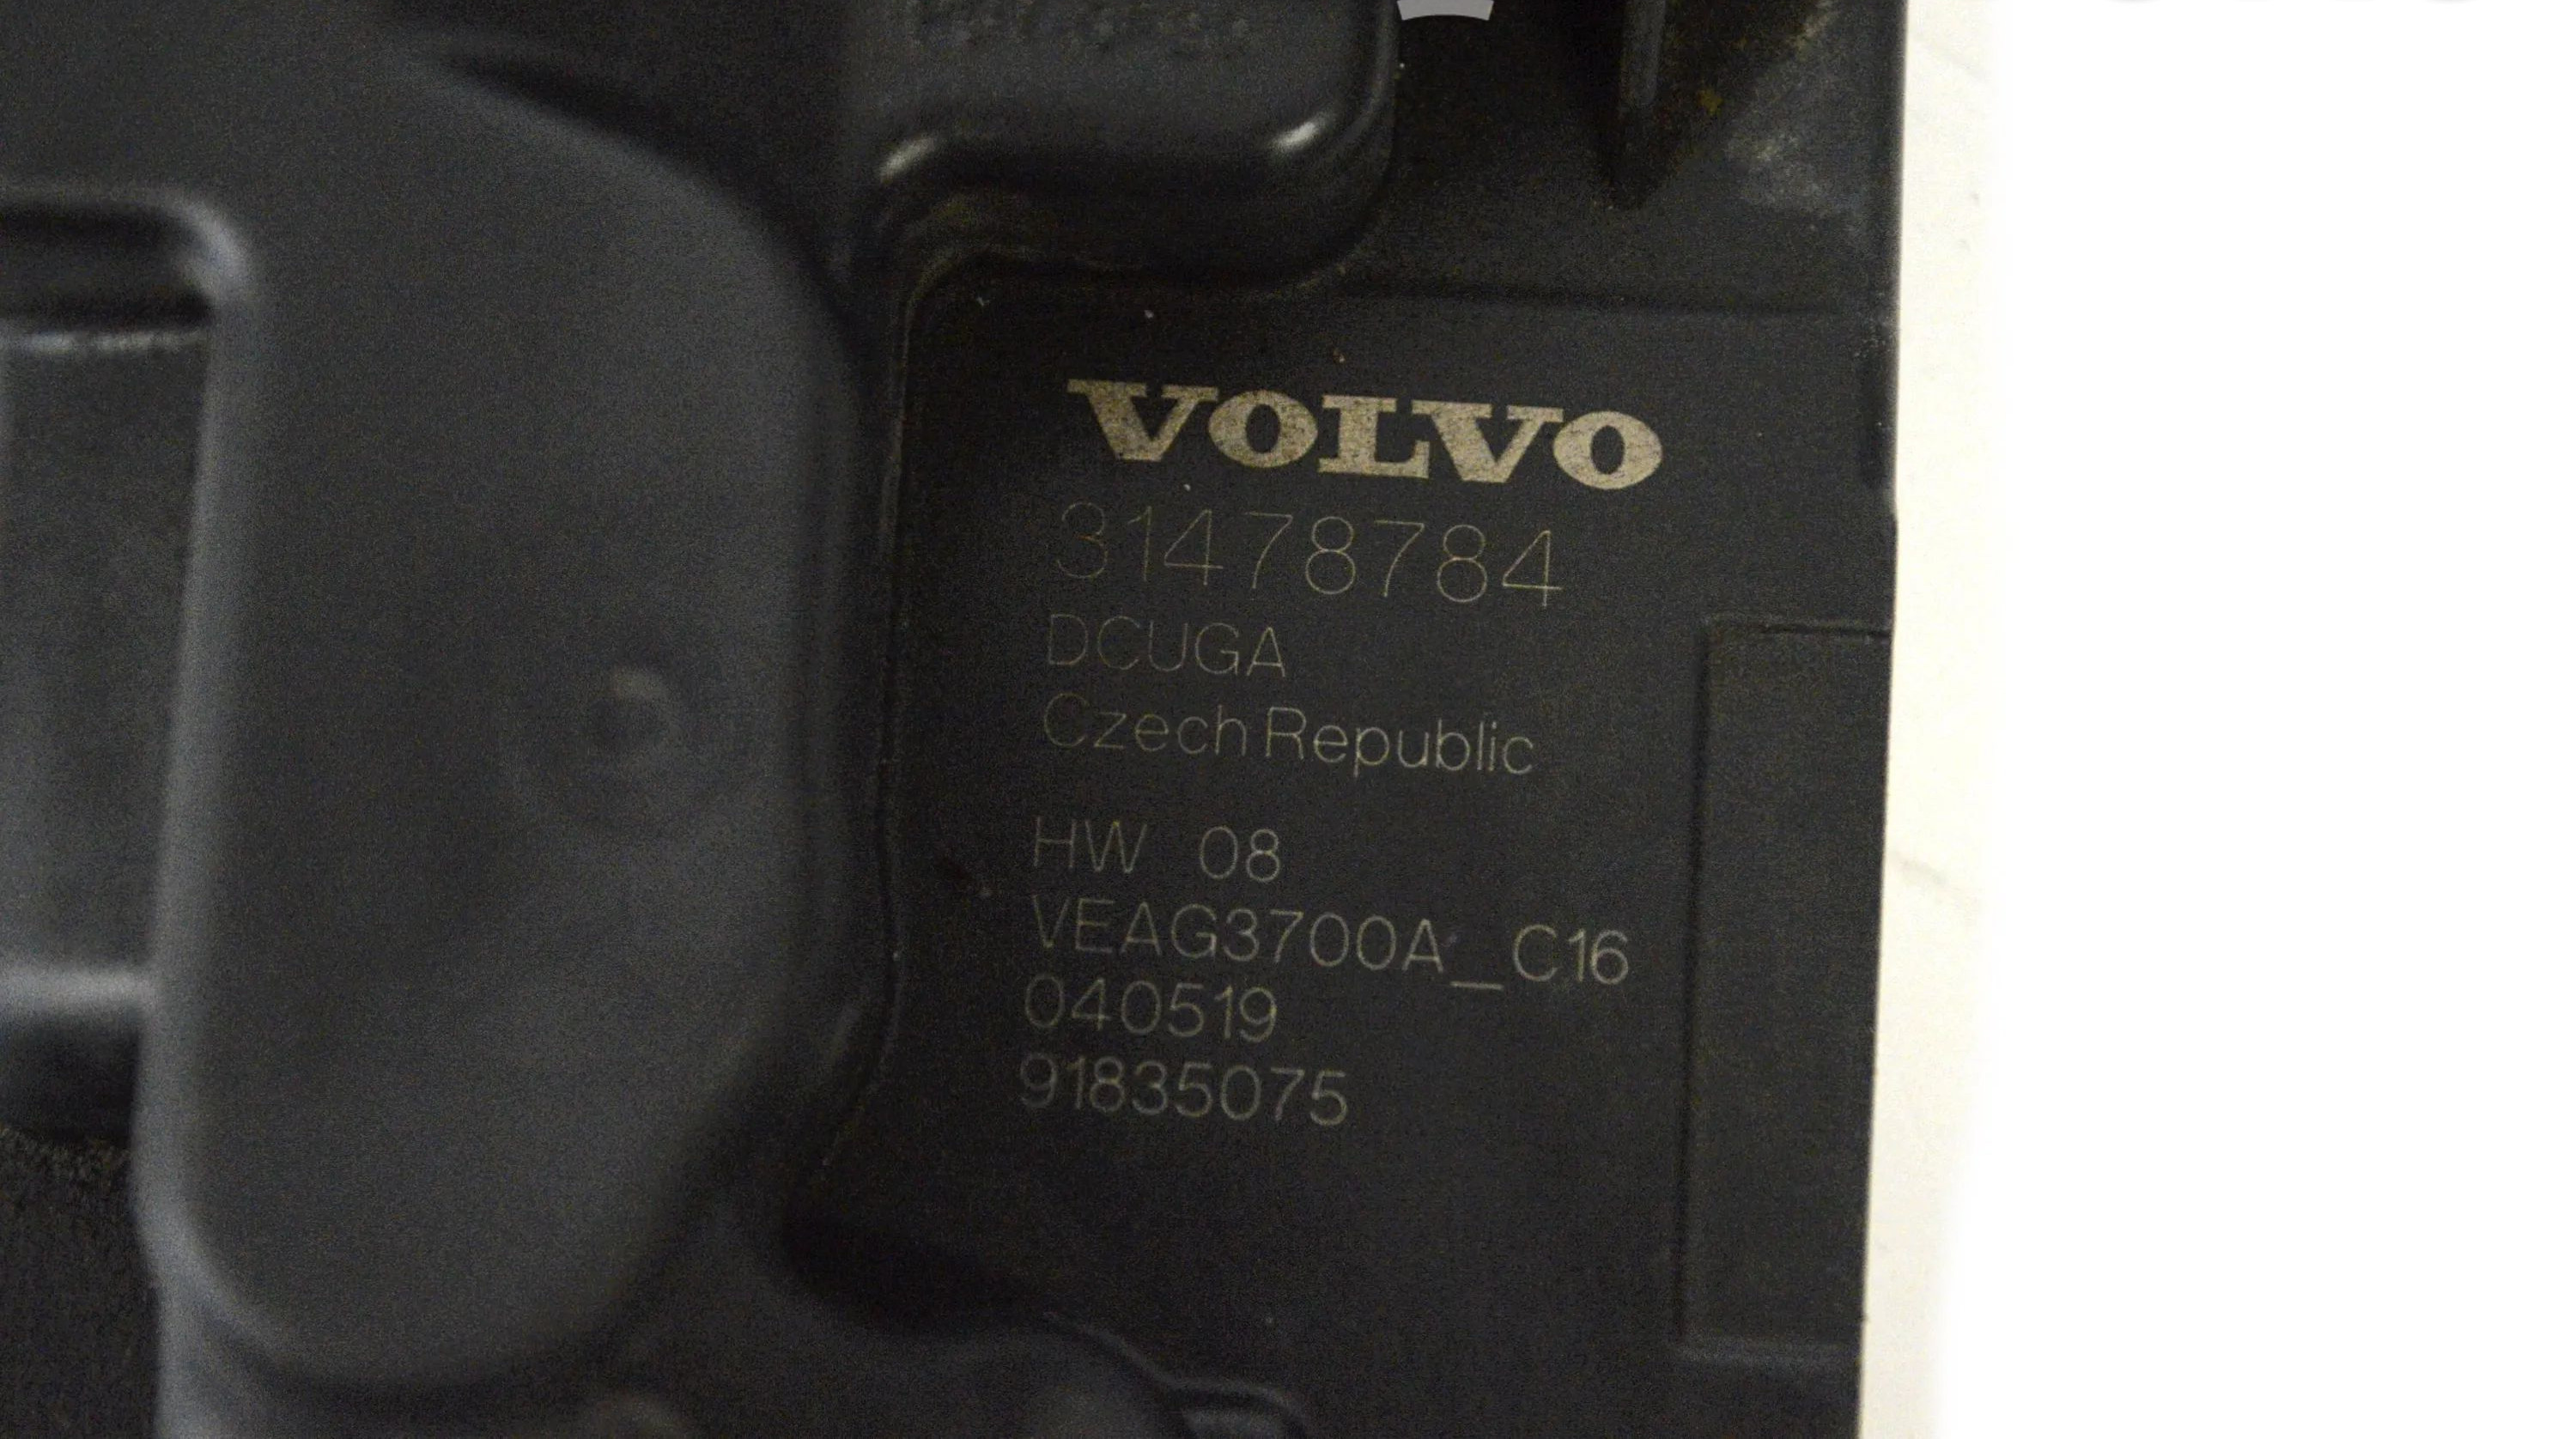 VOLVO
31478784
DCUGA
Czech Republic
HW 08
VEAG3700A_C16
040519
91835075